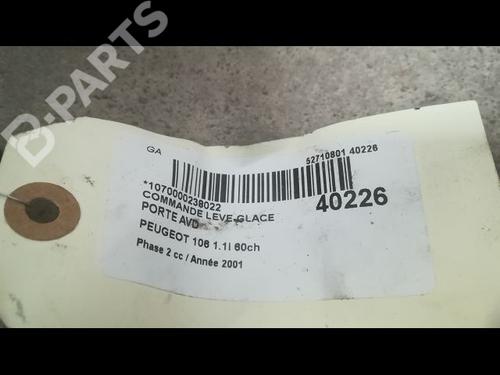 B-PARTS
GA
52710801 40226
*1070000238022
COMMANDE LEVE-GLACE
40226
PORTE AVD
PEUGEOT 106 1.1I 60ch
Phase 2 cc / Année 2001